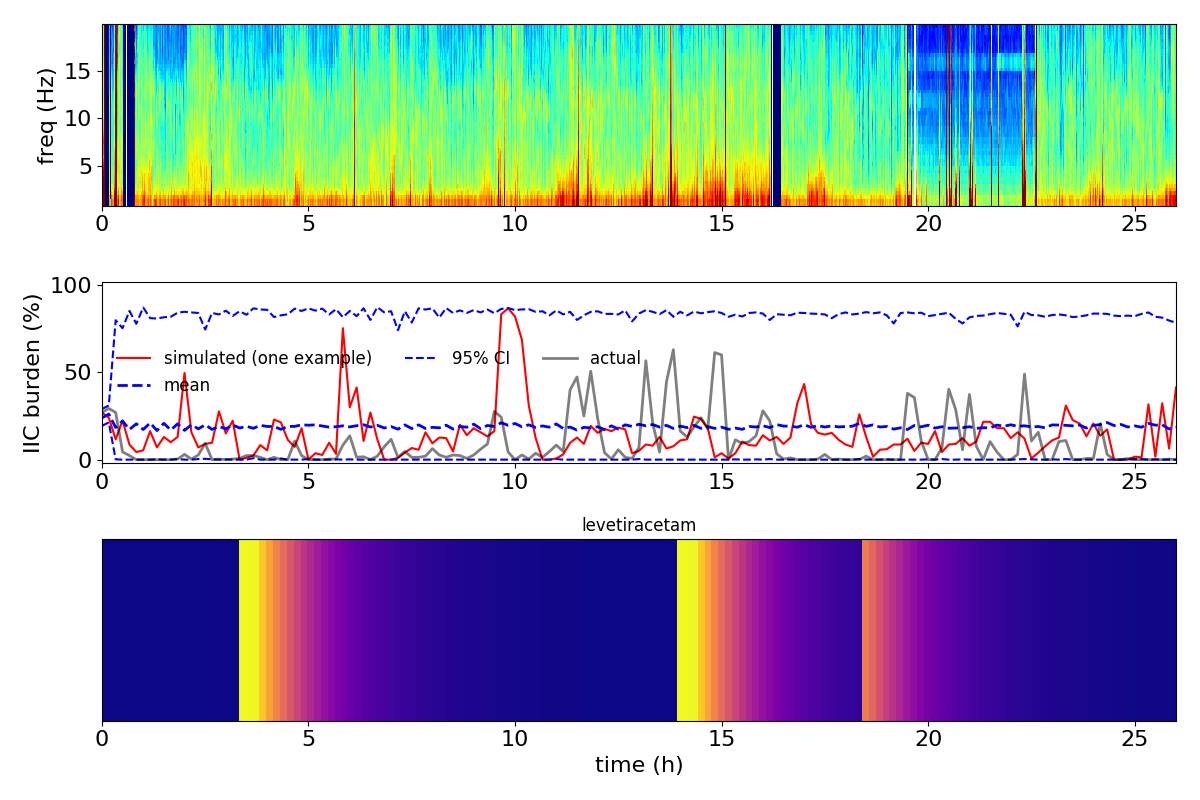 freq (Hz)
15
10
5
0 5 10 15 20 25
IIC burden (%)
100
50
0
simulated (one example) 95% CI actual
mean
0 5 10 15 20 25
levetiracetam
0 5 10 15 20 25
time (h)